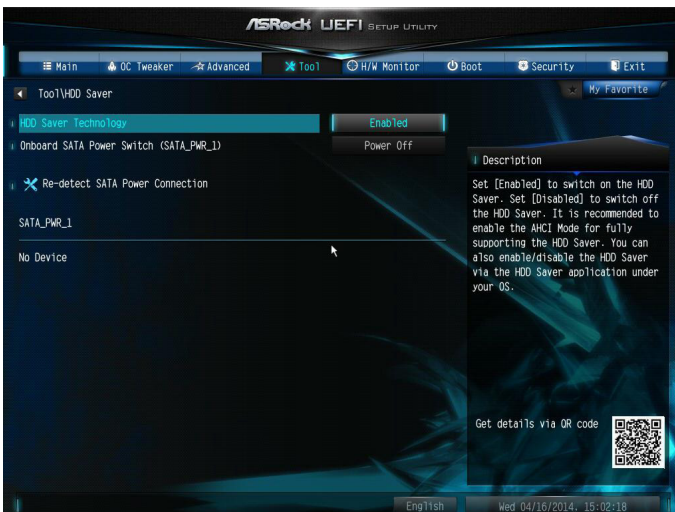 ASRock UEFI SETUP UTILITY
Main OC Tweaker Advanced Tool H/W Monitor Boot Security Exit
Tool\HDD Saver
My Favorite
HDD Saver Technology Enabled
Onboard SATA Power Switch (SATA_PWR_1) Power Off
Re-detect SATA Power Connection
SATA_PWR_1
No Device
Description
Set [Enabled] to switch on the HDD
Saver. Set [Disabled] to switch off
the HDD Saver. It is recommended to
enable the AHCI Mode for fully
supporting the HDD Saver. You can
also enable/disable the HDD Saver
via the HDD Saver application under
your OS.
Get details via QR code
English Wed 04/16/2014. 15:02:18